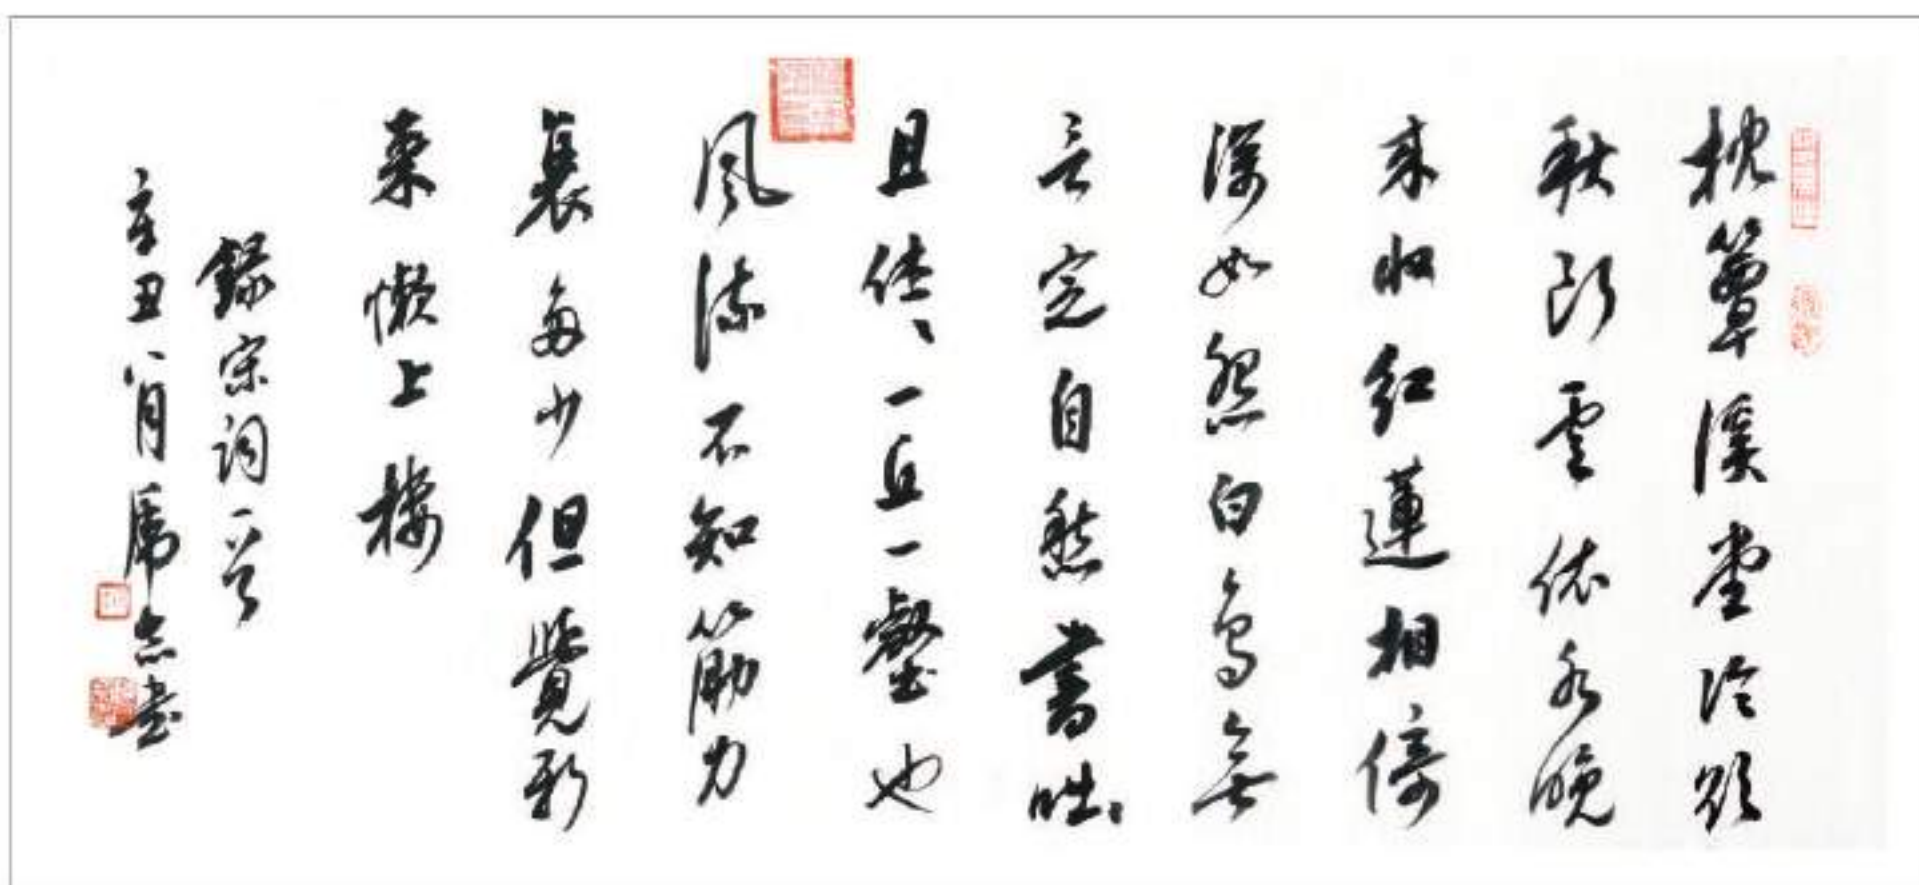 枕簟溪堂冷欲
秋斷雲依水晚
來收紅蓮相倚
渾如怨白鳥無
言定自愁書咄、
且休、一丘一壑也
風流不知筋力
衰多少但覺新
來懶上樓
錄宋詞一首
辛丑八月
書